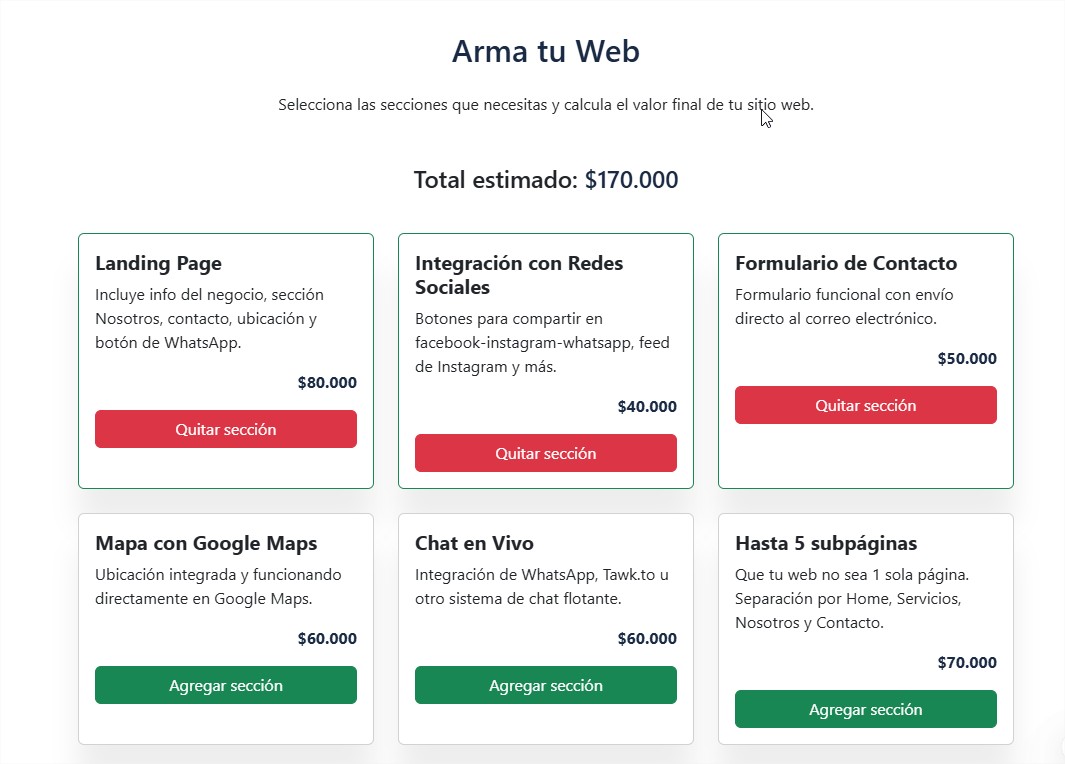 Arma tu Web
Selecciona las secciones que necesitas y calcula el valor final de tu sitio web.
Total estimado: $170.000
Landing Page
Incluye info del negocio, sección
Nosotros, contacto, ubicación y
botón de WhatsApp.
$80.000
Quitar sección
Integración con Redes
Sociales
Botones para compartir en
facebook-instagram-whatsapp, feed
de Instagram y más.
$40.000
Quitar sección
Formulario de Contacto
Formulario funcional con envío
directo al correo electrónico.
$50.000
Quitar sección
Mapa con Google Maps
Ubicación integrada y funcionando
directamente en Google Maps.
$60.000
Agregar sección
Chat en Vivo
Integración de WhatsApp, Tawk.to u
otro sistema de chat flotante.
$60.000
Agregar sección
Hasta 5 subpáginas
Que tu web no sea 1 sola página.
Separación por Home, Servicios,
Nosotros y Contacto.
$70.000
Agregar sección